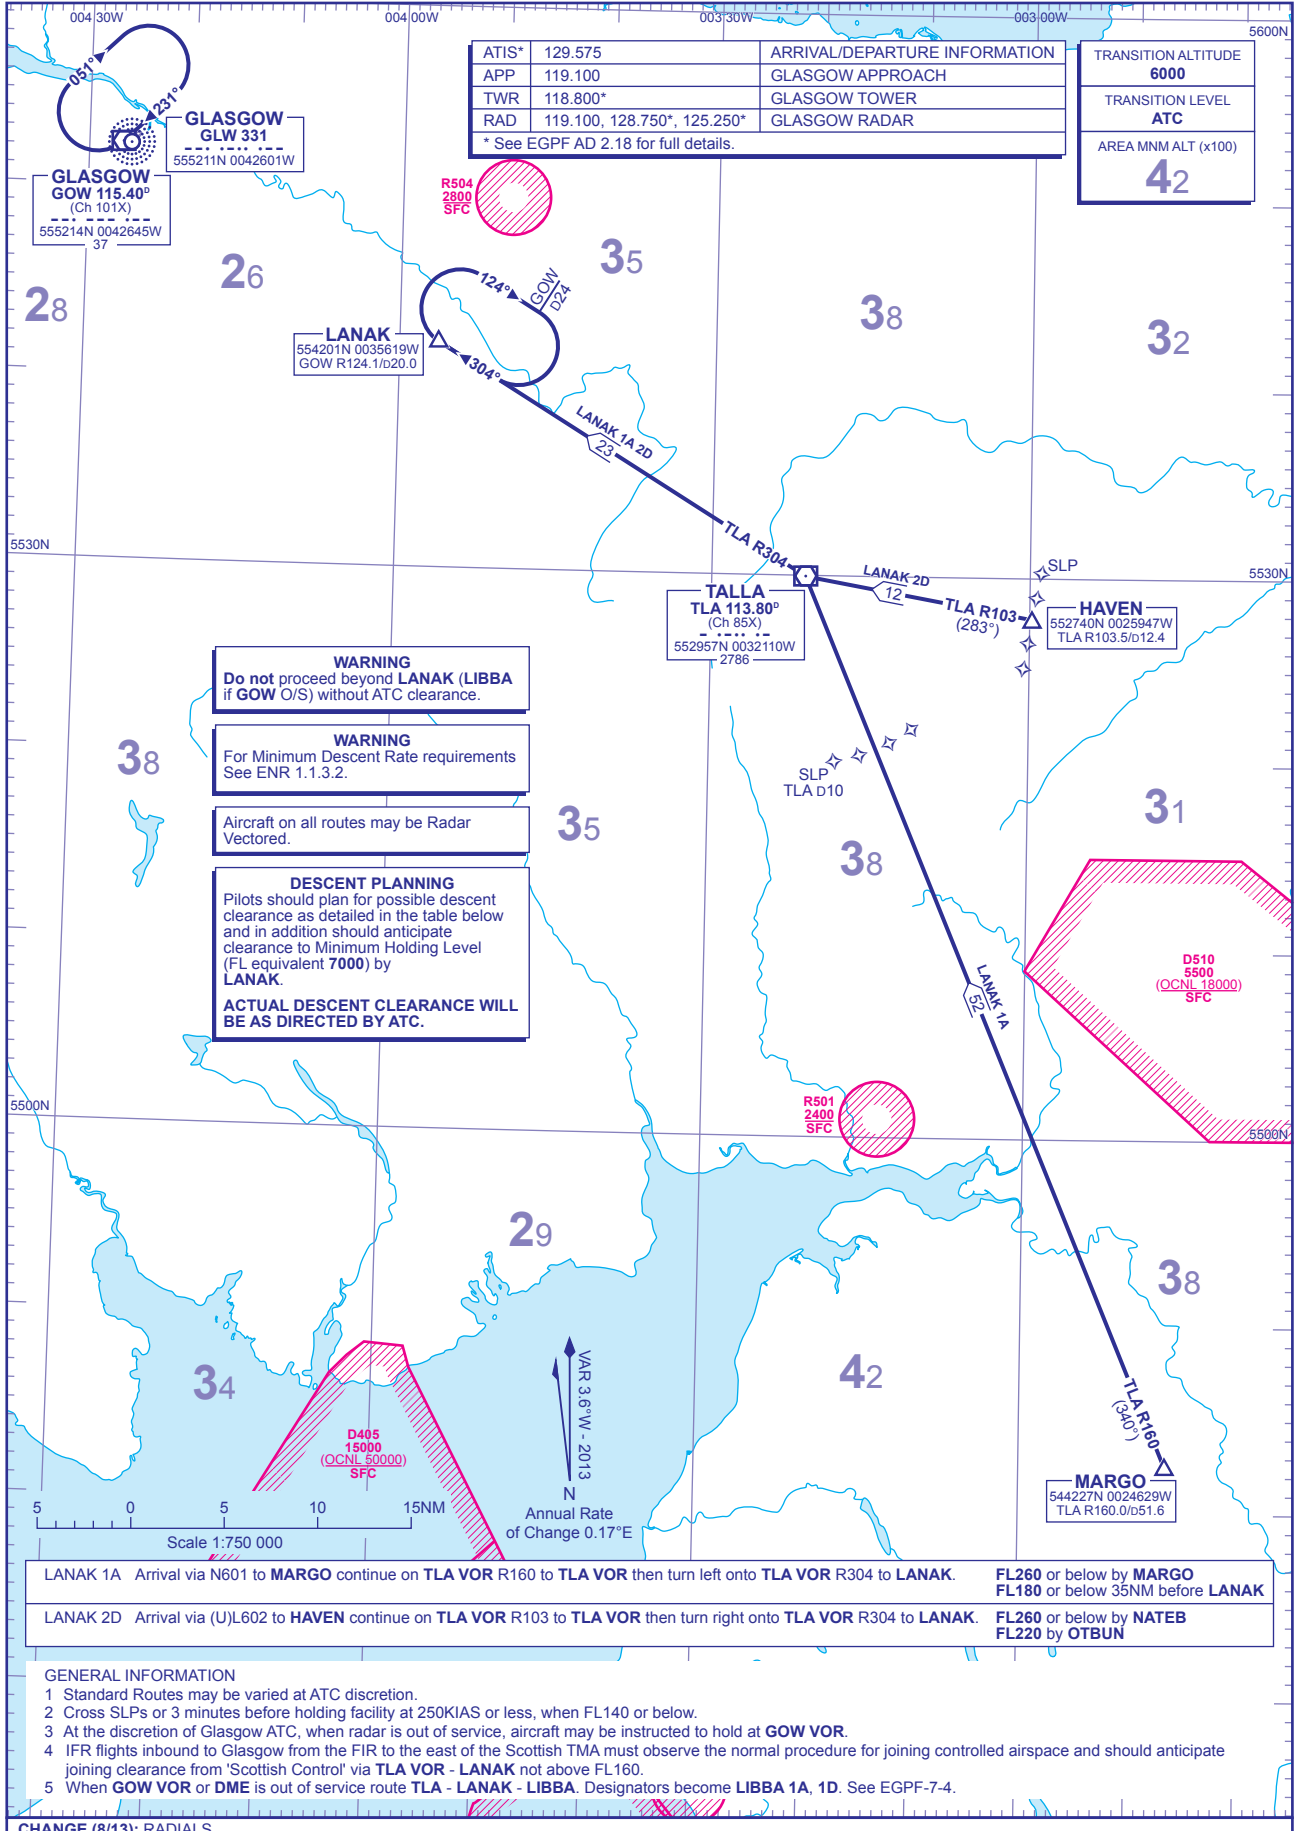 004'30W
004'00W
003'30W
003'00W
5600N
ATIS* 129.575 ARRIVAL/DEPARTURE INFORMATION
APP 119.100 GLASGOW APPROACH
TWR 118.800* GLASGOW TOWER
RAD 119.100, 128.750*, 125.250* GLASGOW RADAR
* See EGPF AD 2.18 for full details.
TRANSITION ALTITUDE
6000
TRANSITION LEVEL
ATC
AREA MNM ALT (x100)
42
051°
231°
GLASGOW
GLW 331
555211N 0042601W
GLASGOW
GOW 115.40D
(Ch 101X)
555214N 0042645W
37
R504
2800
SFC
28
26
35
38
32
124°
GOW
D24
304°
LANAK
554201N 0035619W
GOW R124.1/D20.0
LANAK 1A 2D
23
TLA R304
5530N
5530N
TALLA
TLA 113.80D
(Ch 85X)
552957N 0032110W
2786
LANAK 2D
12
TLA R103
(283°)
SLP
HAVEN
552740N 0025947W
TLA R103.5/D12.4
WARNING
Do not proceed beyond LANAK (LIBBA
if GOW O/S) without ATC clearance.
WARNING
For Minimum Descent Rate requirements
See ENR 1.1.3.2.
Aircraft on all routes may be Radar
Vectored.
DESCENT PLANNING
Pilots should plan for possible descent
clearance as detailed in the table below
and in addition should anticipate
clearance to Minimum Holding Level
(FL equivalent 7000) by
LANAK.
ACTUAL DESCENT CLEARANCE WILL
BE AS DIRECTED BY ATC.
SLP
TLA D10
38
35
38
31
D510
5500
(OCNL 18000)
SFC
LANAK 1A
52
R501
2400
SFC
5500N
5500N
29
38
34
42
D405
15000
(OCNL 50000)
SFC
VAR 3.6°W - 2013
N
Annual Rate
of Change 0.17°E
TLA R160
(340°)
MARGO
544227N 0024629W
TLA R160.0/D51.6
5 0 5 10 15NM
Scale 1:750 000
LANAK 1A Arrival via N601 to MARGO continue on TLA VOR R160 to TLA VOR then turn left onto TLA VOR R304 to LANAK. FL260 or below by MARGO
FL180 or below 35NM before LANAK
LANAK 2D Arrival via (U)L602 to HAVEN continue on TLA VOR R103 to TLA VOR then turn right onto TLA VOR R304 to LANAK. FL260 or below by NATEB
FL220 by OTBUN
GENERAL INFORMATION
1 Standard Routes may be varied at ATC discretion.
2 Cross SLPs or 3 minutes before holding facility at 250KIAS or less, when FL140 or below.
3 At the discretion of Glasgow ATC, when radar is out of service, aircraft may be instructed to hold at GOW VOR.
4 IFR flights inbound to Glasgow from the FIR to the east of the Scottish TMA must observe the normal procedure for joining controlled airspace and should anticipate
joining clearance from 'Scottish Control' via TLA VOR - LANAK not above FL160.
5 When GOW VOR or DME is out of service route TLA - LANAK - LIBBA. Designators become LIBBA 1A, 1D. See EGPF-7-4.
CHANGE (8/13): RADIALS